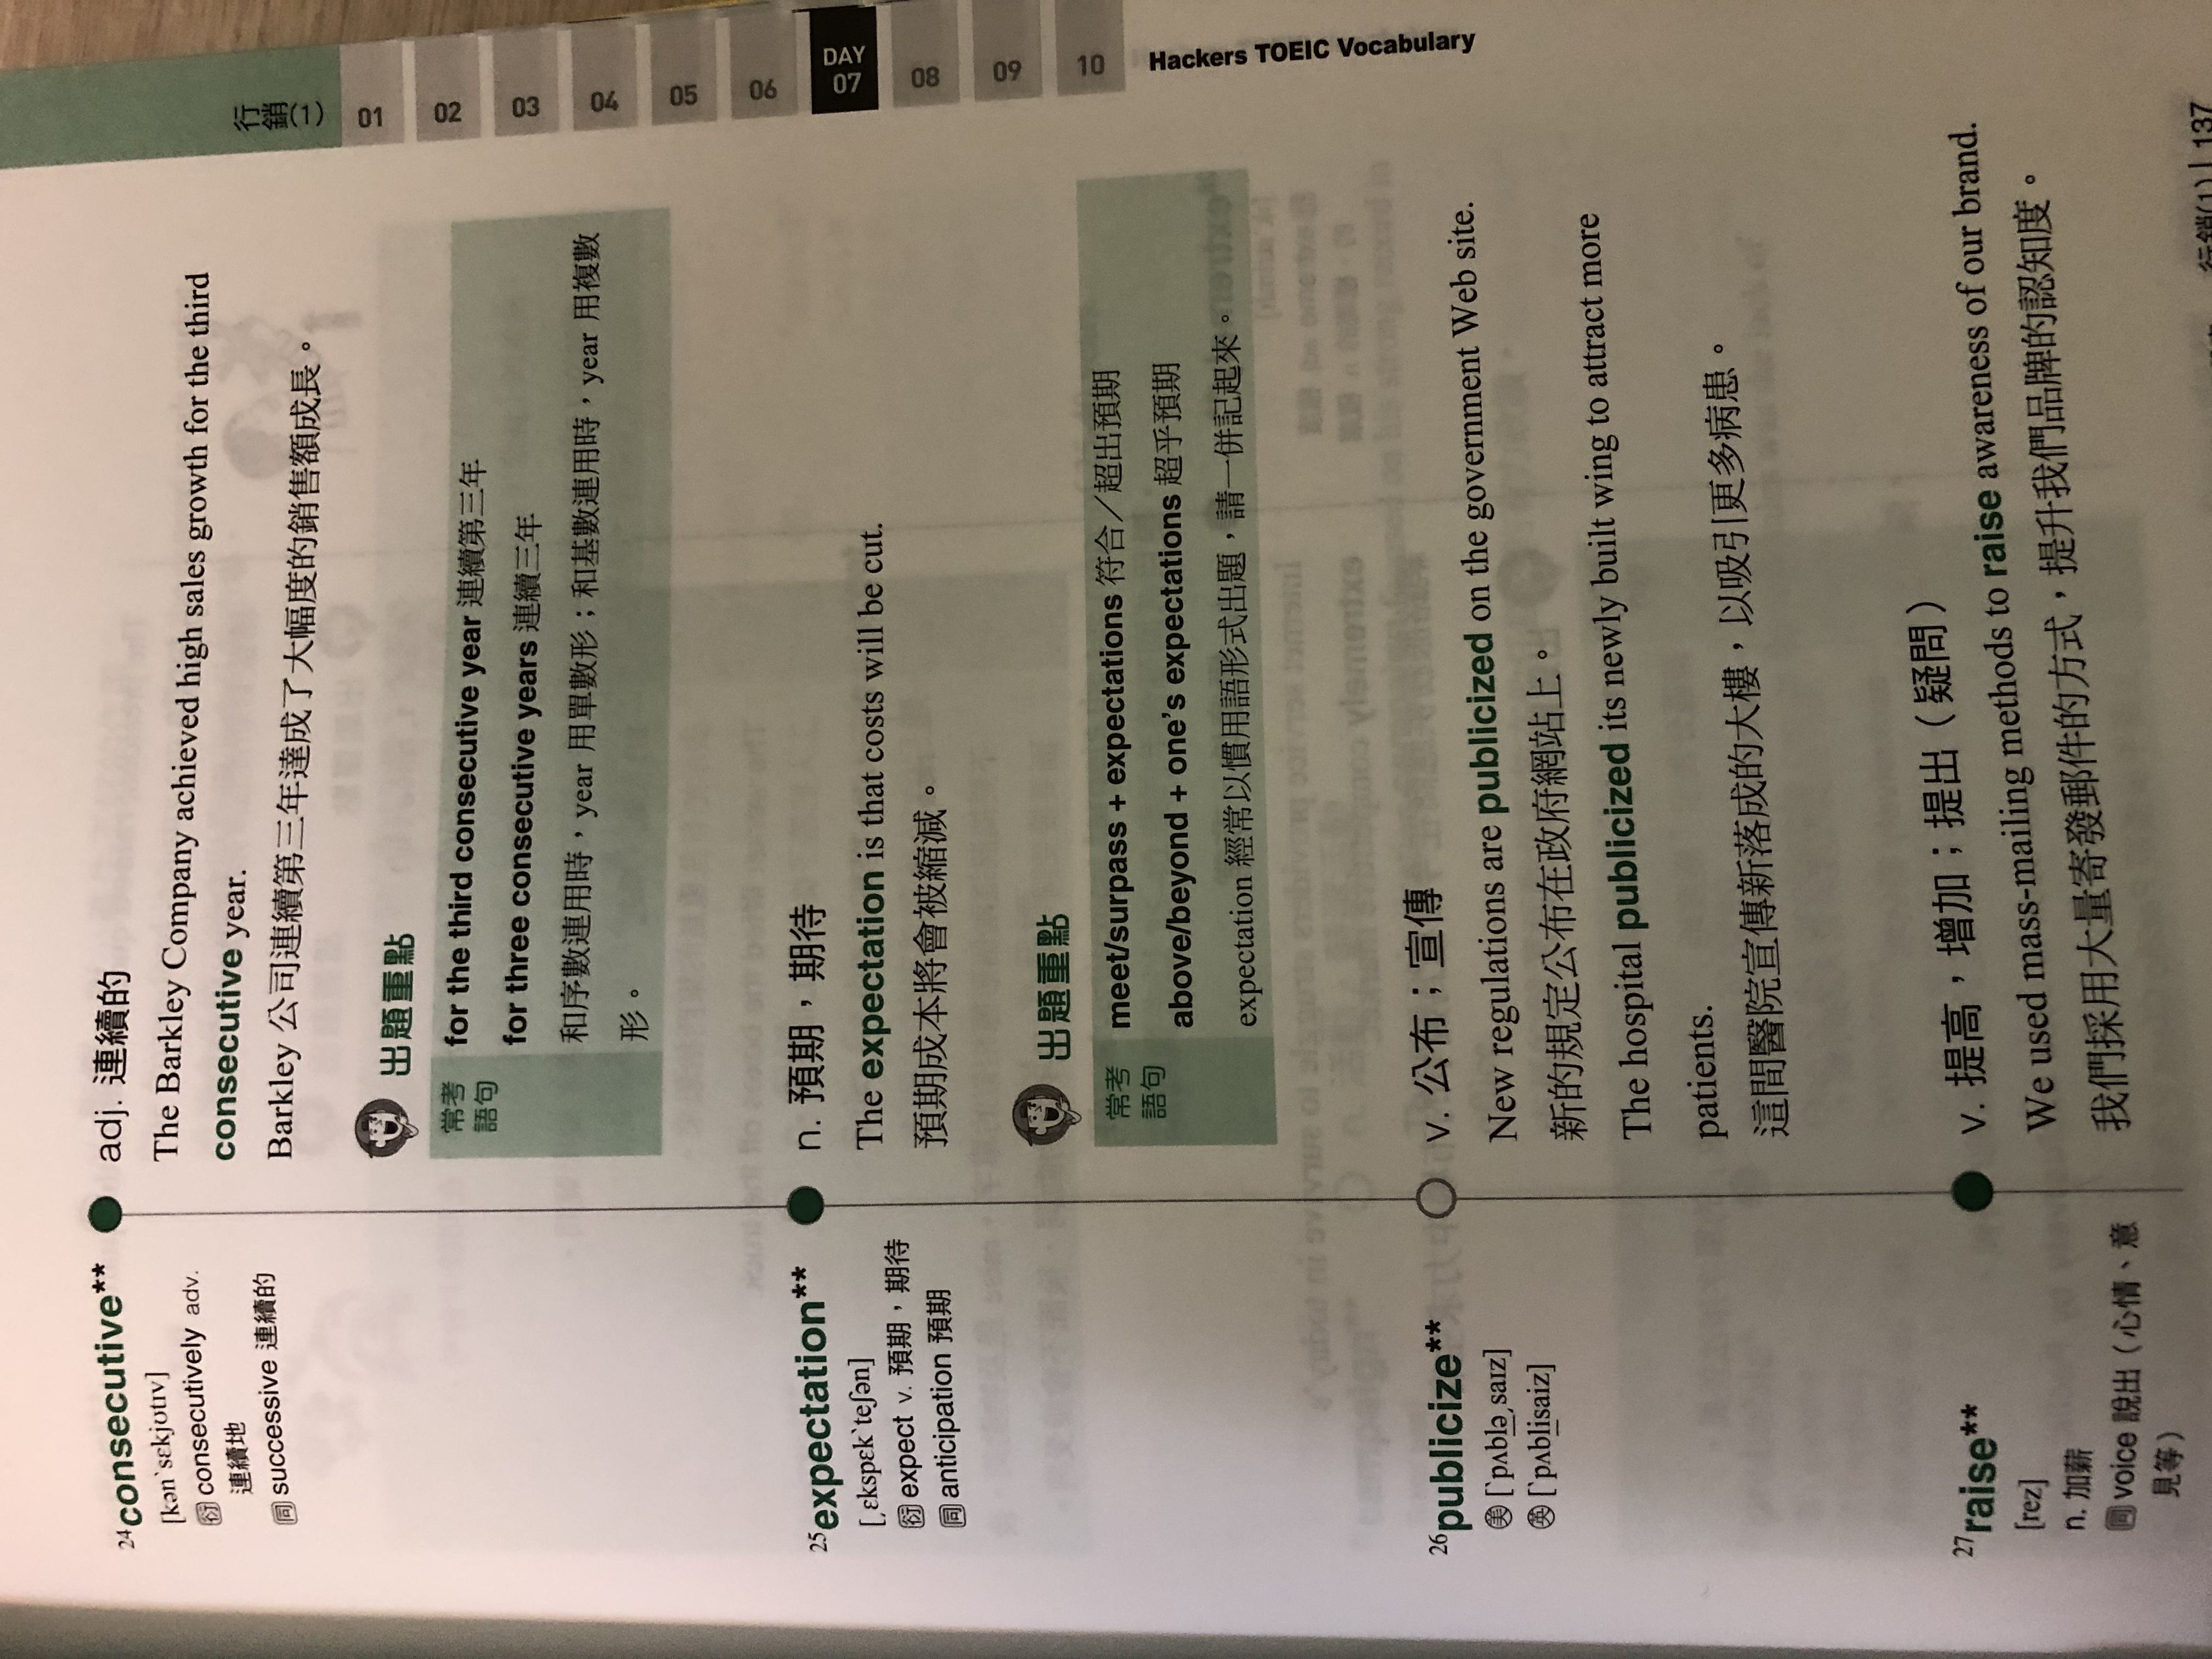 24 consecutive**
[kən`sɛkjʊtɪv]
衍 consecutively adv.
連續地
同 successive 連續的
adj. 連續的
The Barkley Company achieved high sales growth for the third
consecutive year.
Barkley 公司連續第三年達成了大幅度的銷售額成長。
出題重點
常考
語句
for the third consecutive year 連續第三年
for three consecutive years 連續三年
和序數連用時，year 用單數形；和基數連用時，year 用複數
形。
25 expectation**
[ˌɛkspɛk`teʃən]
衍 expect v. 預期，期待
同 anticipation 預期
n. 預期，期待
The expectation is that costs will be cut.
預期成本將會被縮減。
出題重點
常考
語句
meet/surpass + expectations 符合／超出預期
above/beyond + one’s expectations 超乎預期
expectation 經常以慣用語形式出題，請一併記起來。
26 publicize**
美 [`pʌbləˌsaɪz]
英 [`pʌblisaiz]
v. 公布；宣傳
New regulations are publicized on the government Web site.
新的規定公布在政府網站上。
The hospital publicized its newly built wing to attract more
patients.
這間醫院宣傳新落成的大樓，以吸引更多病患。
27 raise**
[rez]
n. 加薪
同 voice 說出（心情、意
見等）
v. 提高，增加；提出（疑問）
We used mass-mailing methods to raise awareness of our brand.
我們採用大量寄發郵件的方式，提升我們品牌的認知度。
行銷(1)
01
02
03
04
05
06
DAY
07
08
09
10
Hackers TOEIC Vocabulary
行銷(1) | 137